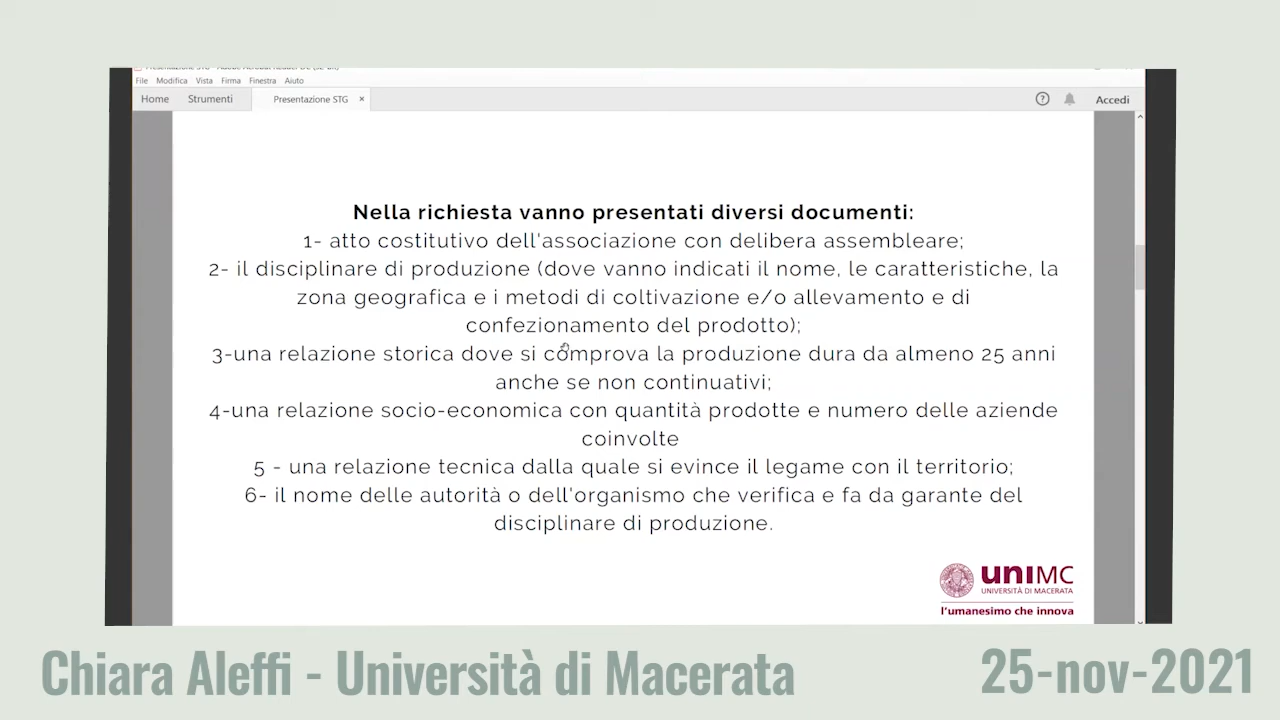 File Modifica Vista Firma Finestra Aiuto
Home Strumenti Presentazione STG × Accedi
Nella richiesta vanno presentati diversi documenti:
1- atto costitutivo dell'associazione con delibera assembleare;
2- il disciplinare di produzione (dove vanno indicati il nome, le caratteristiche, la
zona geografica e i metodi di coltivazione e/o allevamento e di
confezionamento del prodotto);
3-una relazione storica dove si comprova la produzione dura da almeno 25 anni
anche se non continuativi;
4-una relazione socio-economica con quantità prodotte e numero delle aziende
coinvolte
5 - una relazione tecnica dalla quale si evince il legame con il territorio;
6- il nome delle autorità o dell'organismo che verifica e fa da garante del
disciplinare di produzione.
unimc
UNIVERSITÀ DI MACERATA
l'umanesimo che innova
Chiara Aleffi - Università di Macerata
25-nov-2021